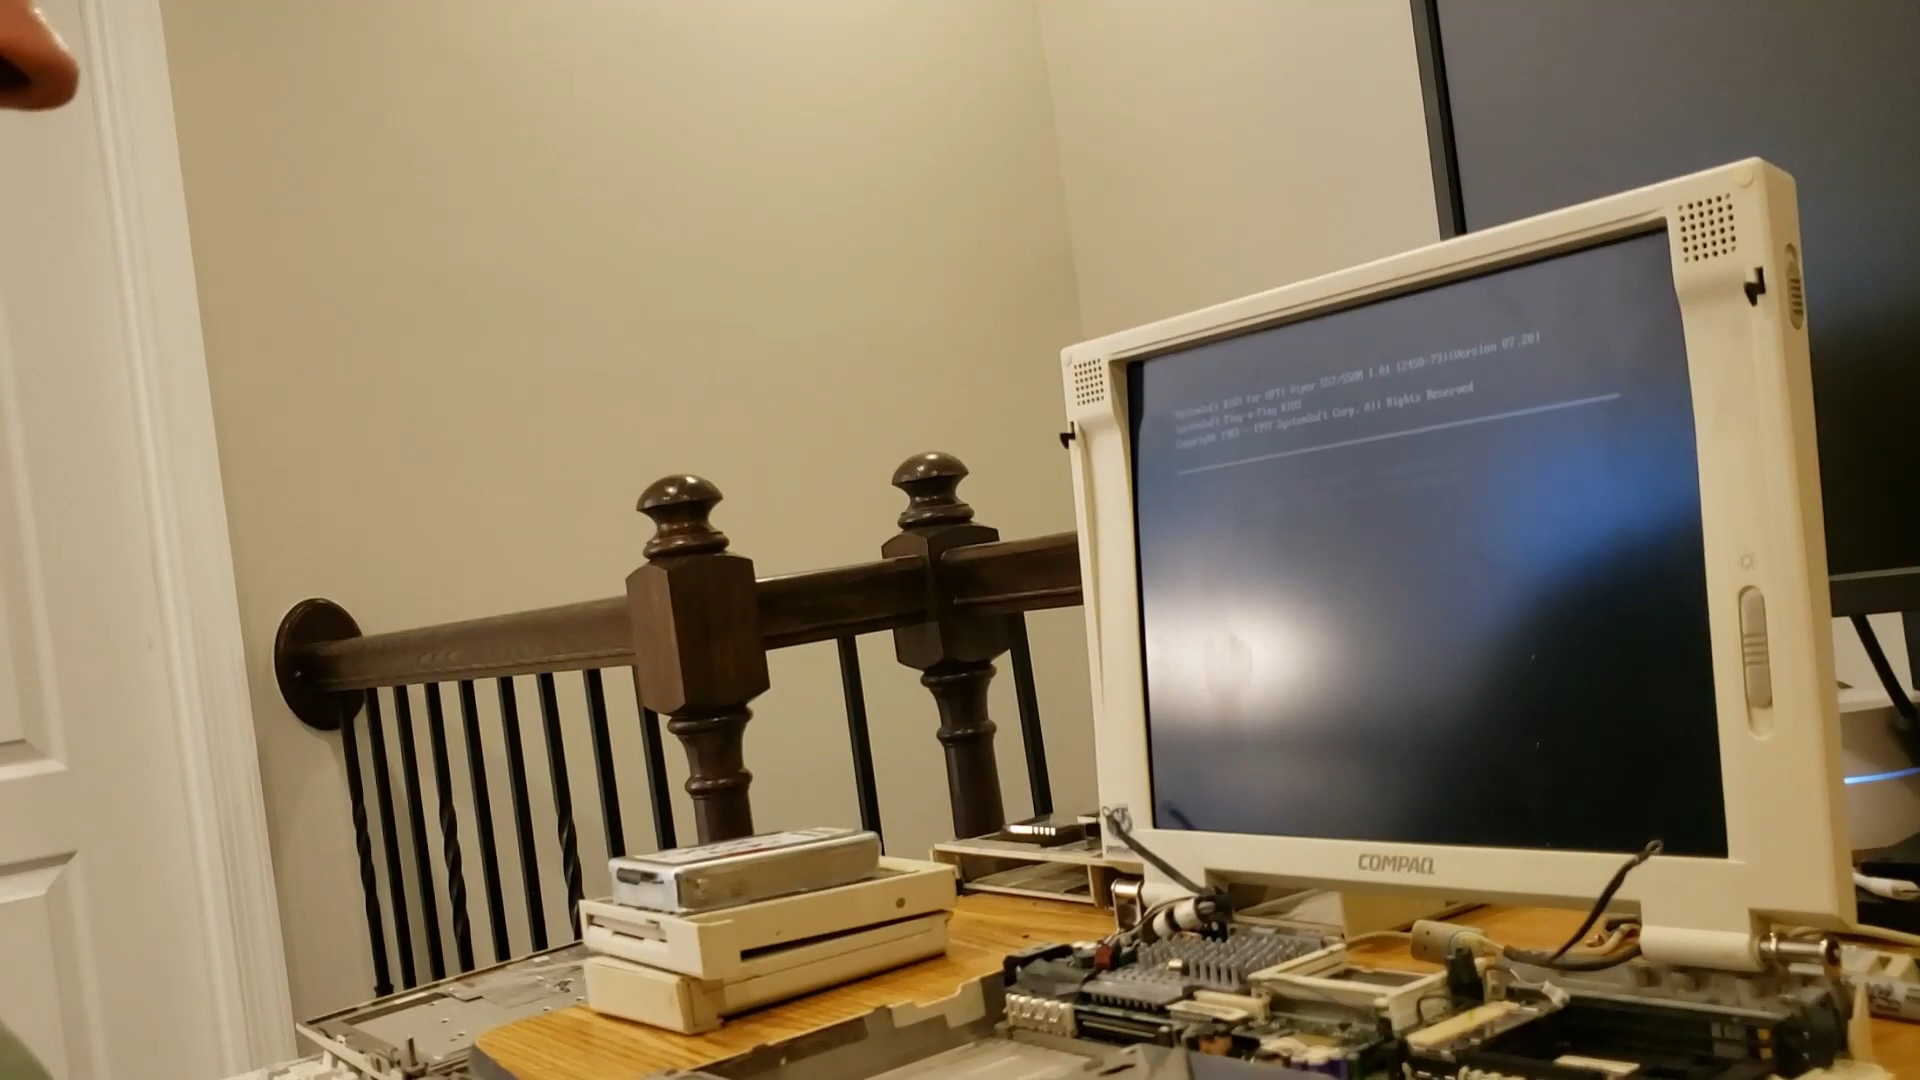 SystemSoft BIOS for OPTi Viper 557/558M 1.01 (2450-73)(Version 07.20)
SystemSoft Plug-n-Play BIOS
Copyright 1983 - 1997 SystemSoft Corp. All Rights Reserved
COMPAQ